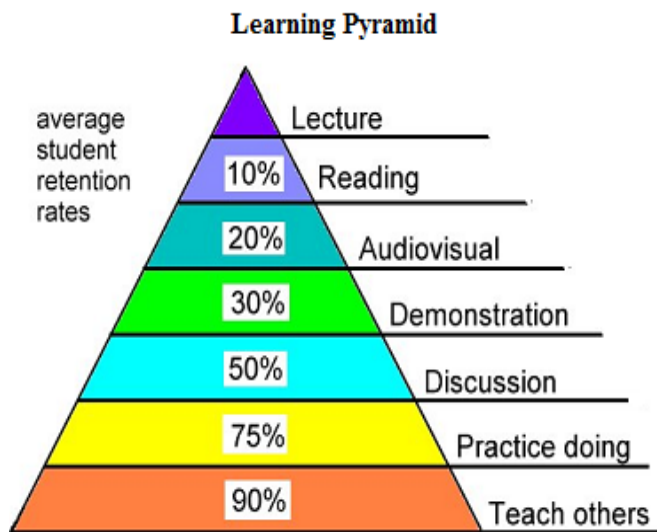 Learning Pyramid
average
student
retention
rates
Lecture
10%
Reading
20%
Audiovisual
30%
Demonstration
50%
Discussion
75%
Practice doing
90%
Teach others